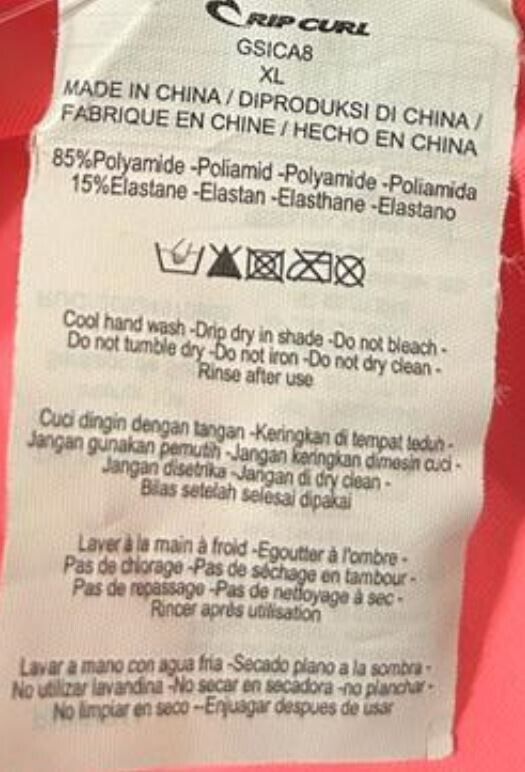 RIP CURL
GSICA8
XL
MADE IN CHINA / DIPRODUKSI DI CHINA /
FABRIQUE EN CHINE / HECHO EN CHINA
85%Polyamide -Poliamid -Polyamide -Poliamida
15%Elastane -Elastan -Elasthane -Elastano
Cool hand wash -Drip dry in shade -Do not bleach -
Do not tumble dry -Do not iron -Do not dry clean -
Rinse after use
Cuci dingin dengan tangan -Keringkan di tempat teduh -
Jangan gunakan pemutih -Jangan keringkan dimesin cuci -
Jangan disetrika -Jangan di dry clean -
Bilas setelah selesai dipakai
Laver à la main à froid -Egoutter à l'ombre -
Pas de chlorage -Pas de séchage en tambour -
Pas de repassage -Pas de nettoyage à sec -
Rincer après utilisation
Lavar a mano con agua fria -Secado plano a la sombra -
No utilizar lavandina -No secar en secadora -no planchar -
No limpiar en seco –Enjuagar despues de usar